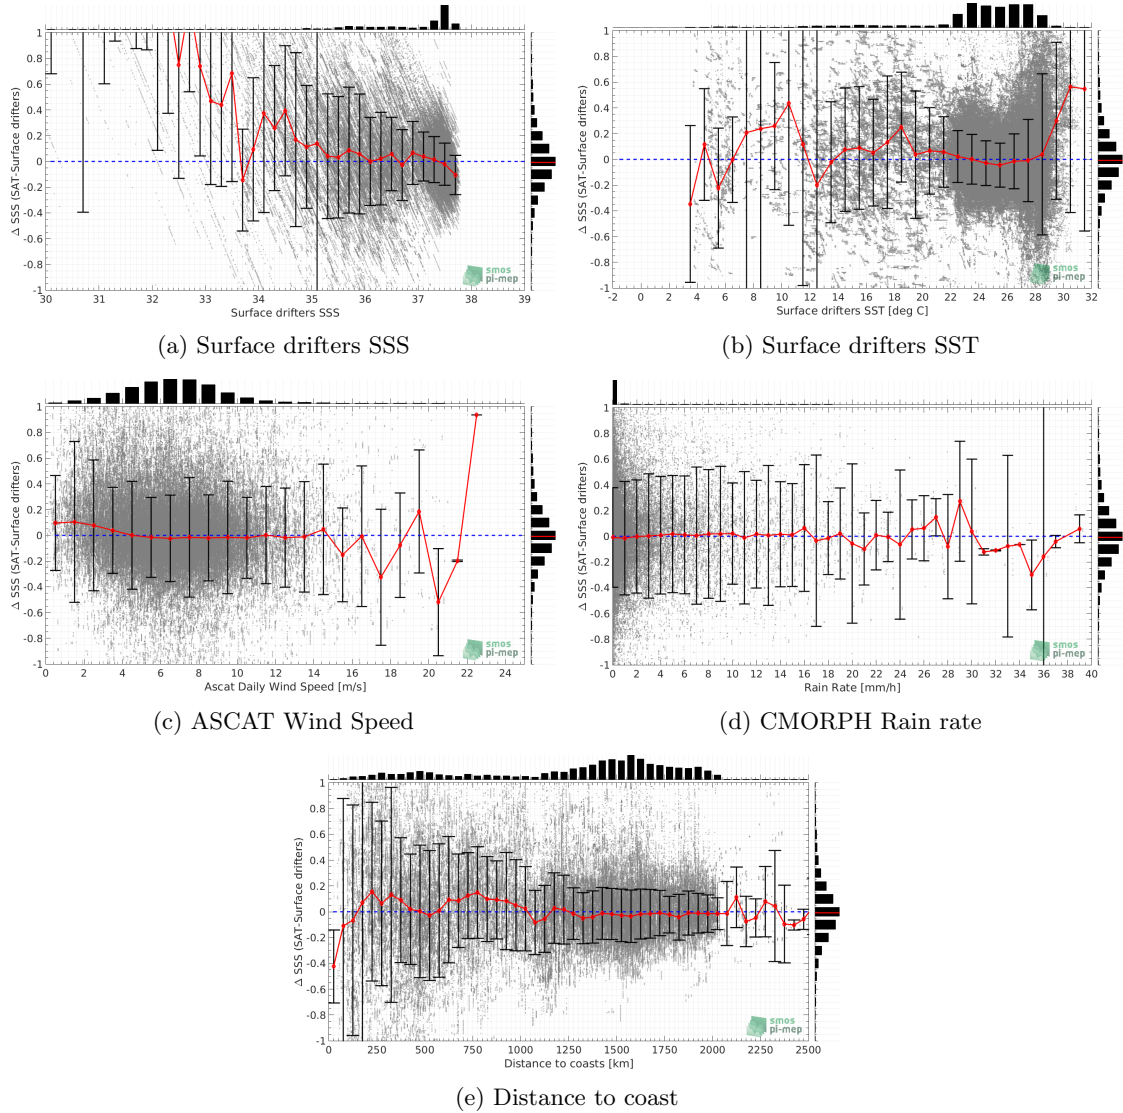 1
0.8
0.6
0.4
0.2
0
-0.2
-0.4
-0.6
-0.8
-1
Δ SSS (SAT-Surface drifters)
30 31 32 33 34 35 36 37 38 39
Surface drifters SSS
smos
pi-mep
(a) Surface drifters SSS
1
0.8
0.6
0.4
0.2
0
-0.2
-0.4
-0.6
-0.8
-1
Δ SSS (SAT-Surface drifters)
-2 0 2 4 6 8 10 12 14 16 18 20 22 24 26 28 30 32
Surface drifters SST [deg C]
smos
pi-mep
(b) Surface drifters SST
1
0.8
0.6
0.4
0.2
0
-0.2
-0.4
-0.6
-0.8
-1
Δ SSS (SAT-Surface drifters)
0 2 4 6 8 10 12 14 16 18 20 22 24
Ascat Daily Wind Speed [m/s]
smos
pi-mep
(c) ASCAT Wind Speed
1
0.8
0.6
0.4
0.2
0
-0.2
-0.4
-0.6
-0.8
-1
Δ SSS (SAT-Surface drifters)
0 2 4 6 8 10 12 14 16 18 20 22 24 26 28 30 32 34 36 38 40
Rain Rate [mm/h]
smos
pi-mep
(d) CMORPH Rain rate
1
0.8
0.6
0.4
0.2
0
-0.2
-0.4
-0.6
-0.8
-1
Δ SSS (SAT-Surface drifters)
0 250 500 750 1000 1250 1500 1750 2000 2250 2500
Distance to coasts [km]
smos
pi-mep
(e) Distance to coast